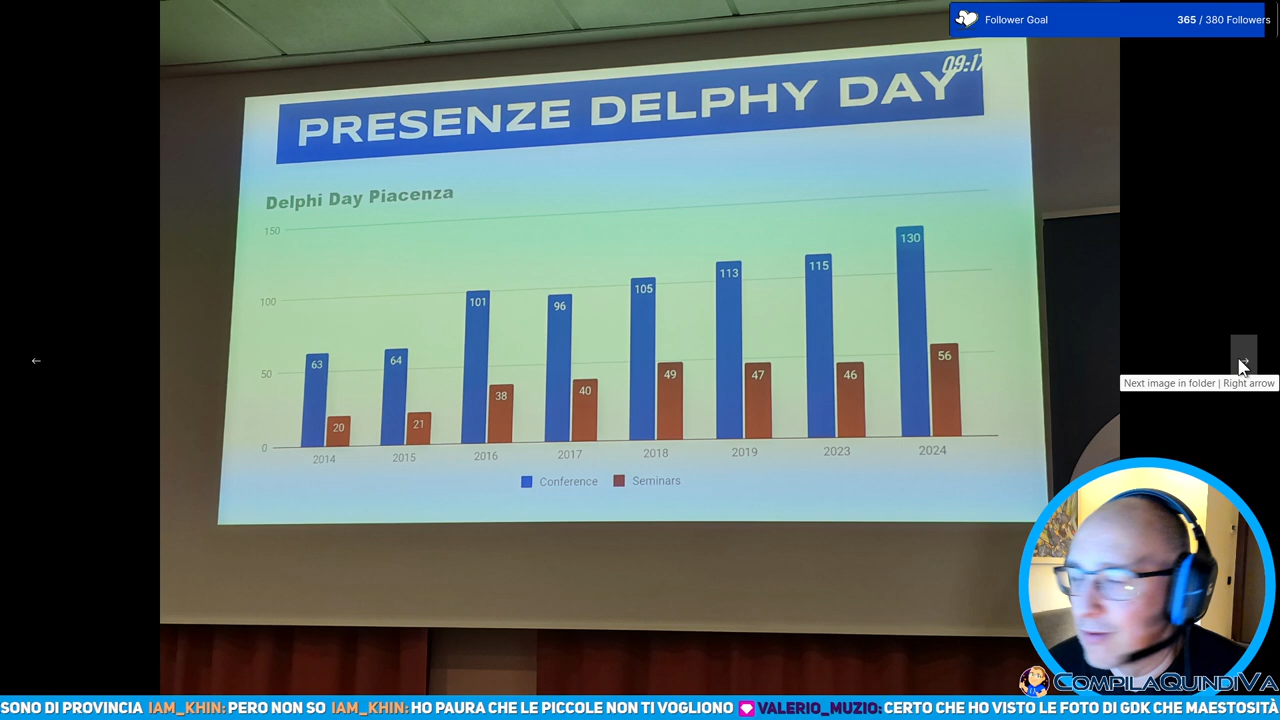 Follower Goal 365 / 380 Followers
09:17
PRESENZE DELPHY DAY
Delphi Day Piacenza
150
100
50
0
63 20 64 21 101 38 96 40 105 49 113 47 115 46 130 56
2014 2015 2016 2017 2018 2019 2023 2024
Conference Seminars
←
→
Next image in folder | Right arrow
COMPILAQUINDIVA
SONO DI PROVINCIA IAM_KHIN: PERO NON SO IAM_KHIN: HO PAURA CHE LE PICCOLE NON TI VOGLIONO VALERIO_MUZIO: CERTO CHE HO VISTO LE FOTO DI GDK CHE MAESTOSITÀ